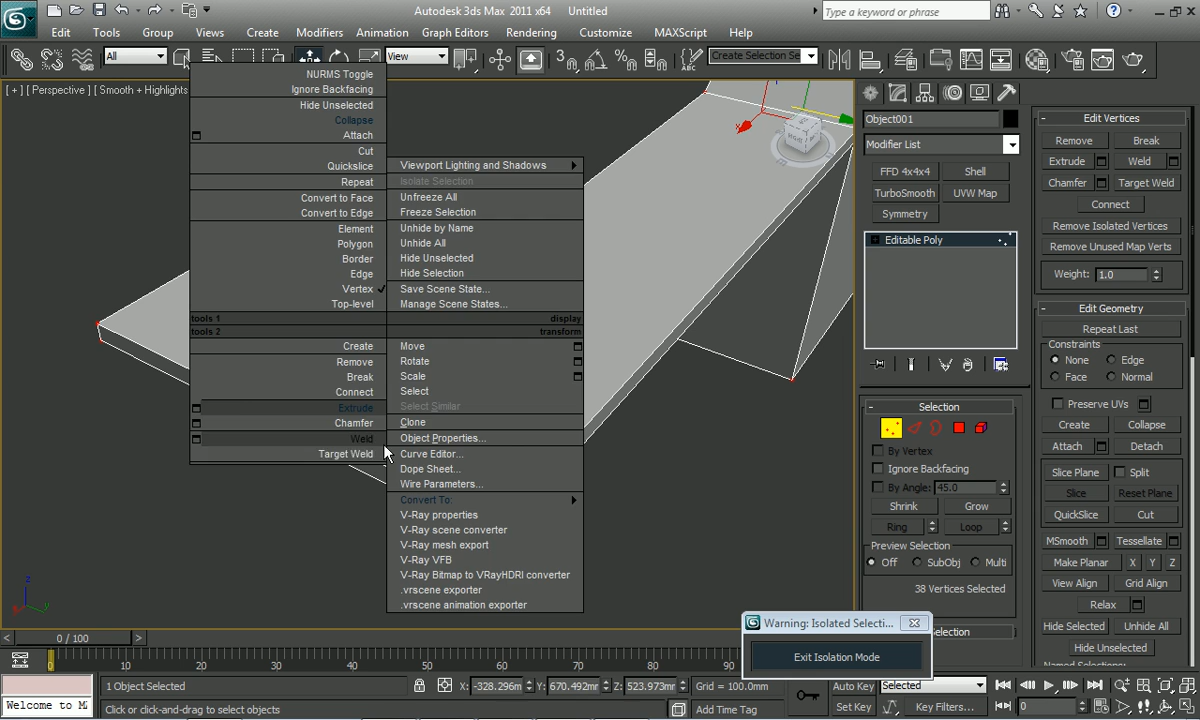 Autodesk 3ds Max 2011 x64 Untitled
Type a keyword or phrase
Edit Tools Group Views Create Modifiers Animation Graph Editors Rendering Customize MAXScript Help
All
View
Create Selection Se
[ + ] [ Perspective ] [ Smooth + Highlights
NURMS Toggle
Ignore Backfacing
Hide Unselected
Collapse
Attach
Cut
Quickslice
Repeat
Convert to Face
Convert to Edge
Element
Polygon
Border
Edge
Vertex
Top-level
tools 1
tools 2
Create
Remove
Break
Connect
Extrude
Chamfer
Weld
Target Weld
Viewport Lighting and Shadows
Isolate Selection
Unfreeze All
Freeze Selection
Unhide by Name
Unhide All
Hide Unselected
Hide Selection
Save Scene State...
Manage Scene States...
display
transform
Move
Rotate
Scale
Select
Select Similar
Clone
Object Properties...
Curve Editor...
Dope Sheet...
Wire Parameters...
Convert To:
V-Ray properties
V-Ray scene converter
V-Ray mesh export
V-Ray VFB
V-Ray Bitmap to VRayHDRI converter
.vrscene exporter
.vrscene animation exporter
x
z
y
Object001
Modifier List
FFD 4x4x4 Shell
TurboSmooth UVW Map
Symmetry
Editable Poly
Selection
By Vertex
Ignore Backfacing
By Angle: 45.0
Shrink Grow
Ring Loop
Preview Selection
Off SubObj Multi
38 Vertices Selected
election
Edit Vertices
Remove Break
Extrude Weld
Chamfer Target Weld
Connect
Remove Isolated Vertices
Remove Unused Map Verts
Weight: 1.0
Edit Geometry
Repeat Last
Constraints
None Edge
Face Normal
Preserve UVs
Create Collapse
Attach Detach
Slice Plane Split
Slice Reset Plane
QuickSlice Cut
MSmooth Tessellate
Make Planar X Y Z
View Align Grid Align
Relax
Hide Selected Unhide All
Hide Unselected
Named Selections:
Warning: Isolated Selecti...
Exit Isolation Mode
0 / 100
0 10 20 30 40 50 60 70 80 90
1 Object Selected
X: -328.296m Y: 670.492mr Z: 523.973mr Grid = 100.0mm
Auto Key Selected
Welcome to M
Click or click-and-drag to select objects
Add Time Tag
Set Key Key Filters... 0